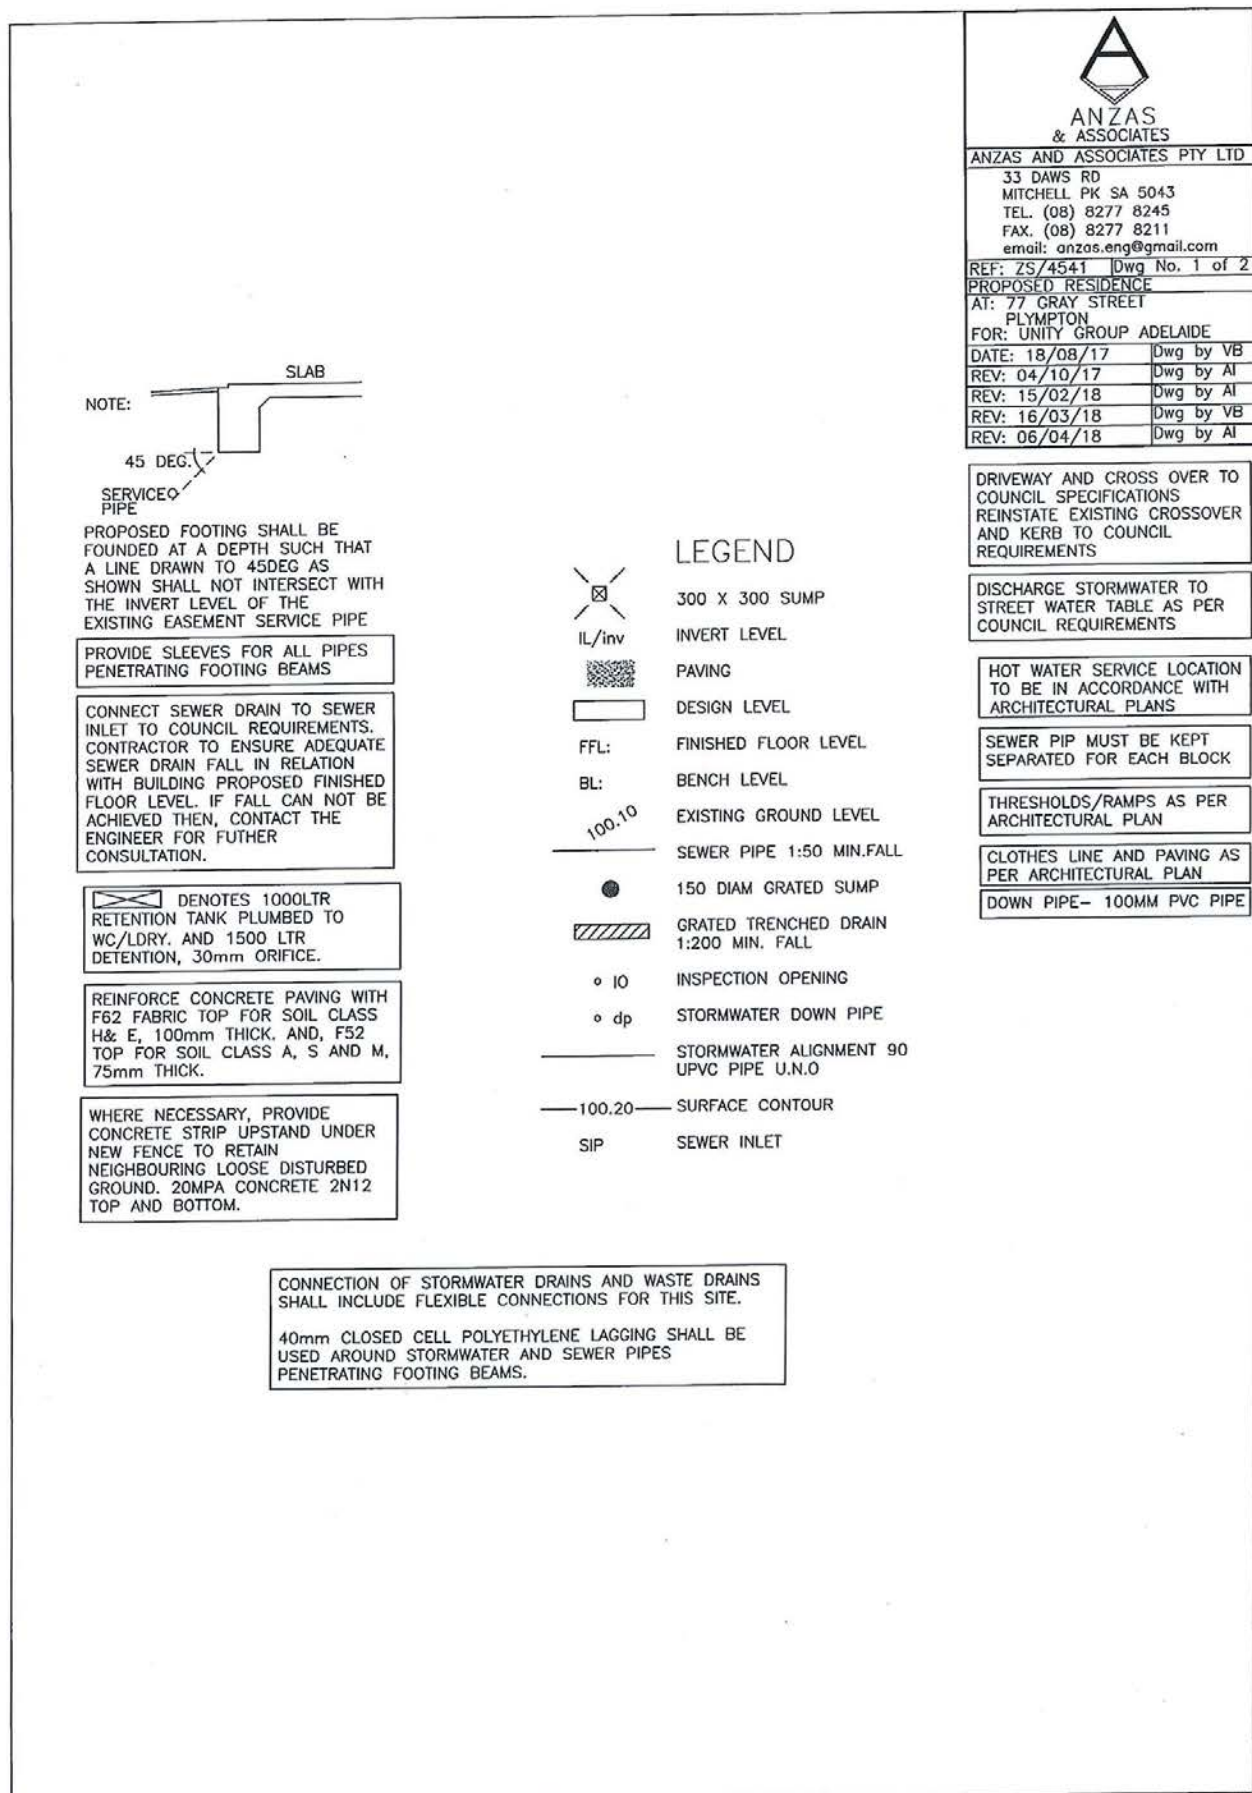 ANZAS
& ASSOCIATES
ANZAS AND ASSOCIATES PTY LTD
33 DAWS RD
MITCHELL PK SA 5043
TEL. (08) 8277 8245
FAX. (08) 8277 8211
email: anzas.eng@gmail.com
REF: ZS/4541 Dwg No. 1 of 2
PROPOSED RESIDENCE
AT: 77 GRAY STREET
PLYMPTON
FOR: UNITY GROUP ADELAIDE
DATE: 18/08/17 Dwg by VB
REV: 04/10/17 Dwg by AI
REV: 15/02/18 Dwg by AI
REV: 16/03/18 Dwg by VB
REV: 06/04/18 Dwg by AI
SLAB
NOTE:
45 DEG.
SERVICE
PIPE
PROPOSED FOOTING SHALL BE
FOUNDED AT A DEPTH SUCH THAT
A LINE DRAWN TO 45DEG AS
SHOWN SHALL NOT INTERSECT WITH
THE INVERT LEVEL OF THE
EXISTING EASEMENT SERVICE PIPE
PROVIDE SLEEVES FOR ALL PIPES
PENETRATING FOOTING BEAMS
CONNECT SEWER DRAIN TO SEWER
INLET TO COUNCIL REQUIREMENTS.
CONTRACTOR TO ENSURE ADEQUATE
SEWER DRAIN FALL IN RELATION
WITH BUILDING PROPOSED FINISHED
FLOOR LEVEL. IF FALL CAN NOT BE
ACHIEVED THEN, CONTACT THE
ENGINEER FOR FUTHER
CONSULTATION.
DENOTES 1000LTR
RETENTION TANK PLUMBED TO
WC/LDRY. AND 1500 LTR
DETENTION, 30mm ORIFICE.
REINFORCE CONCRETE PAVING WITH
F62 FABRIC TOP FOR SOIL CLASS
H& E, 100mm THICK. AND, F52
TOP FOR SOIL CLASS A, S AND M,
75mm THICK.
WHERE NECESSARY, PROVIDE
CONCRETE STRIP UPSTAND UNDER
NEW FENCE TO RETAIN
NEIGHBOURING LOOSE DISTURBED
GROUND. 20MPA CONCRETE 2N12
TOP AND BOTTOM.
LEGEND
300 X 300 SUMP
IL/inv INVERT LEVEL
PAVING
DESIGN LEVEL
FFL: FINISHED FLOOR LEVEL
BL: BENCH LEVEL
100.10 EXISTING GROUND LEVEL
SEWER PIPE 1:50 MIN.FALL
150 DIAM GRATED SUMP
GRATED TRENCHED DRAIN
1:200 MIN. FALL
IO INSPECTION OPENING
dp STORMWATER DOWN PIPE
STORMWATER ALIGNMENT 90
UPVC PIPE U.N.O
100.20 SURFACE CONTOUR
SIP SEWER INLET
DRIVEWAY AND CROSS OVER TO
COUNCIL SPECIFICATIONS
REINSTATE EXISTING CROSSOVER
AND KERB TO COUNCIL
REQUIREMENTS
DISCHARGE STORMWATER TO
STREET WATER TABLE AS PER
COUNCIL REQUIREMENTS
HOT WATER SERVICE LOCATION
TO BE IN ACCORDANCE WITH
ARCHITECTURAL PLANS
SEWER PIP MUST BE KEPT
SEPARATED FOR EACH BLOCK
THRESHOLDS/RAMPS AS PER
ARCHITECTURAL PLAN
CLOTHES LINE AND PAVING AS
PER ARCHITECTURAL PLAN
DOWN PIPE- 100MM PVC PIPE
CONNECTION OF STORMWATER DRAINS AND WASTE DRAINS
SHALL INCLUDE FLEXIBLE CONNECTIONS FOR THIS SITE.
40mm CLOSED CELL POLYETHYLENE LAGGING SHALL BE
USED AROUND STORMWATER AND SEWER PIPES
PENETRATING FOOTING BEAMS.